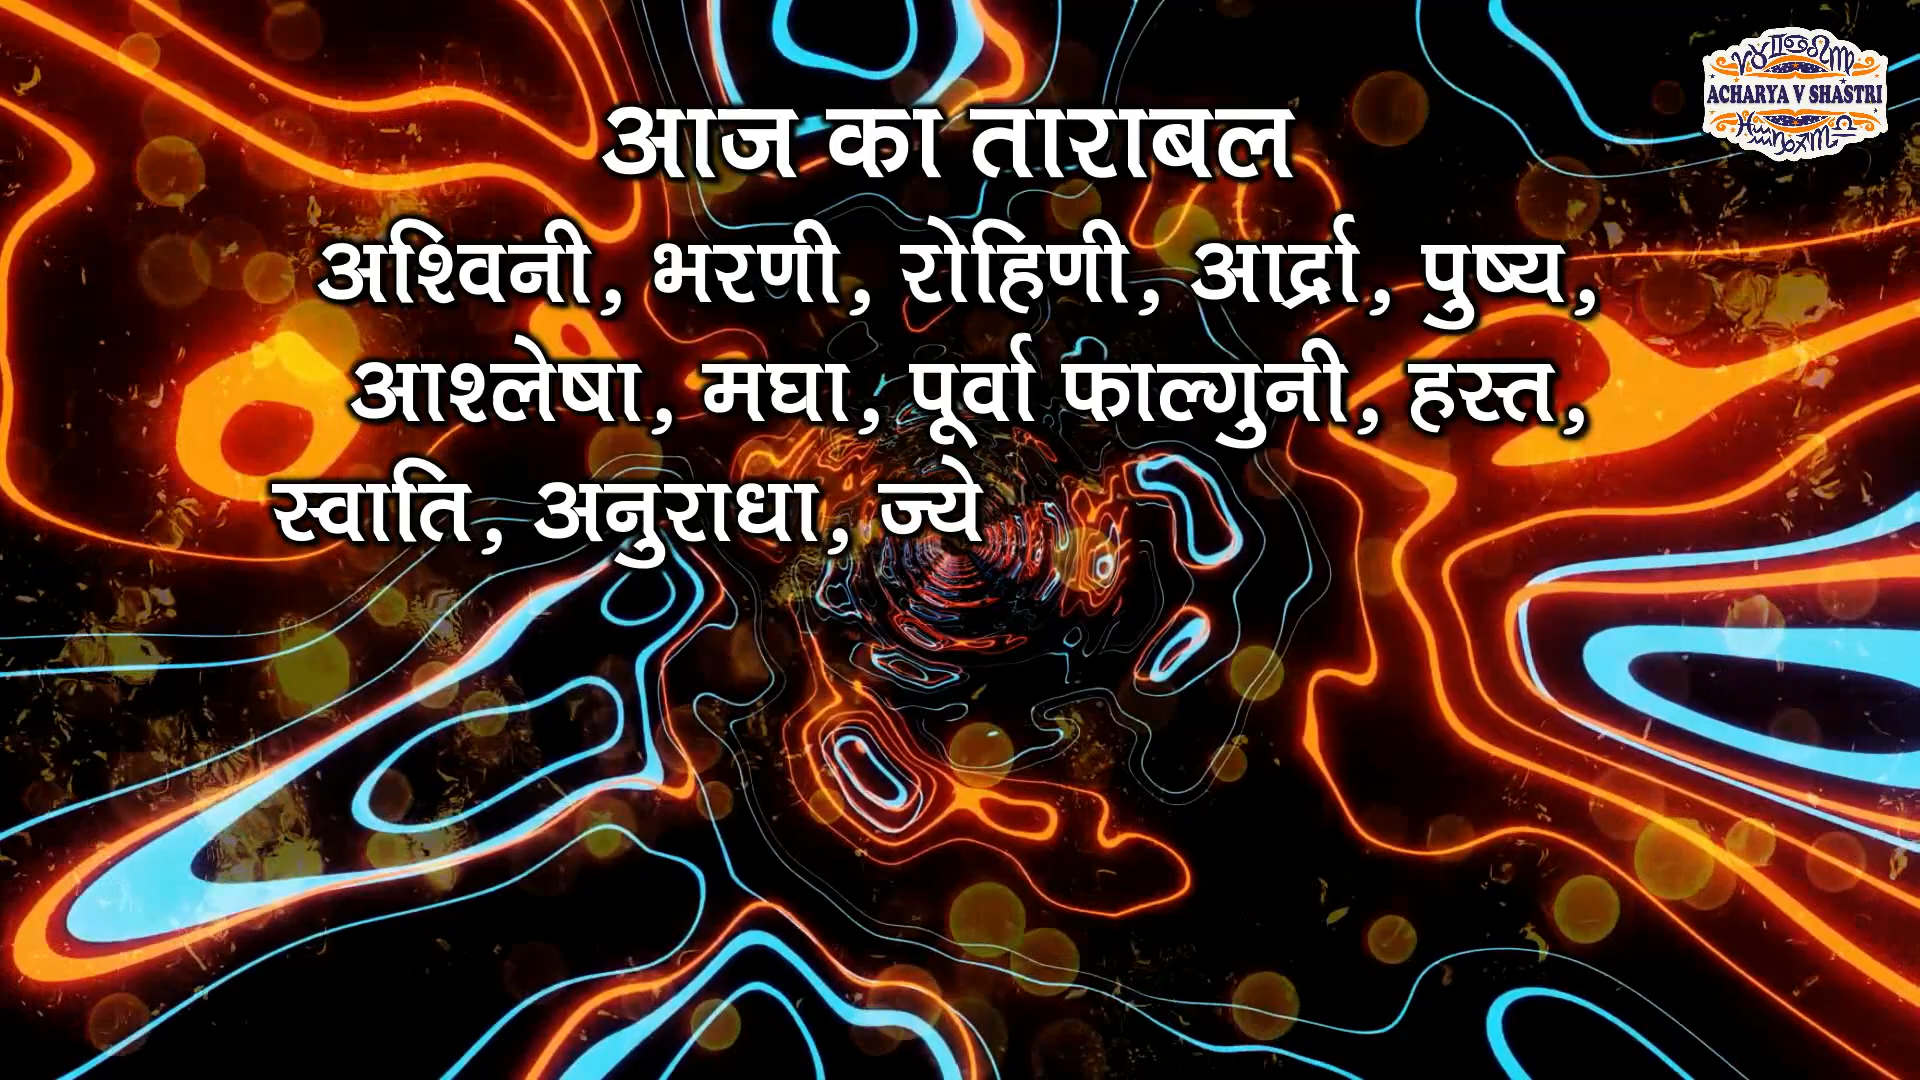 ACHARYA V SHASTRI
आज का ताराबल
अश्विनी, भरणी, रोहिणी, आर्द्रा, पुष्य,
आश्लेषा, मघा, पूर्वा फाल्गुनी, हस्त,
स्वाति, अनुराधा, ज्ये